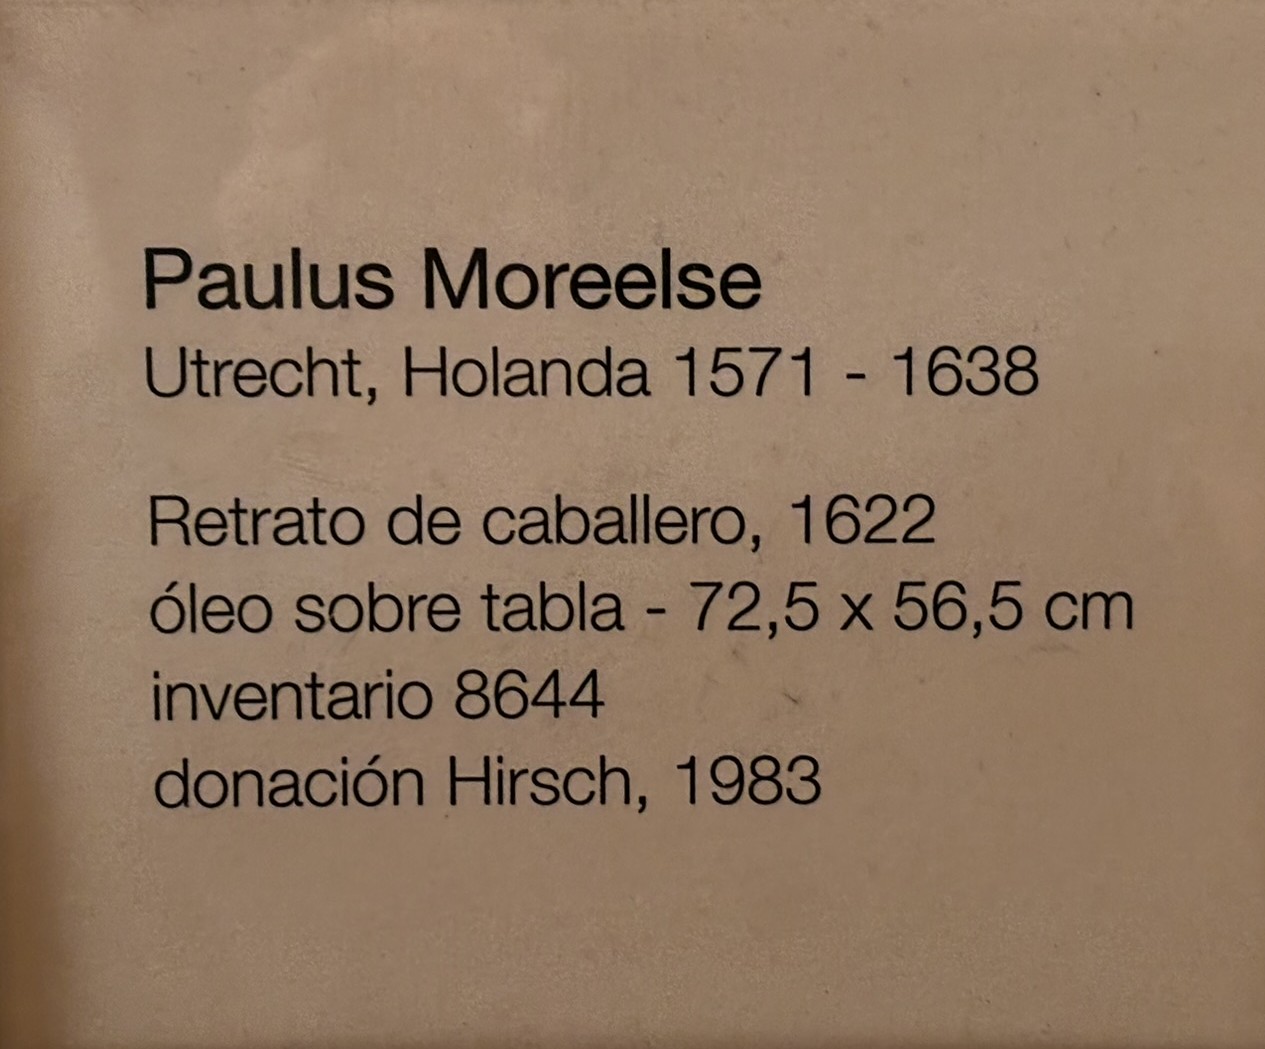 Paulus Moreelse
Utrecht, Holanda 1571 - 1638
Retrato de caballero, 1622
óleo sobre tabla - 72,5 x 56,5 cm
inventario 8644
donación Hirsch, 1983